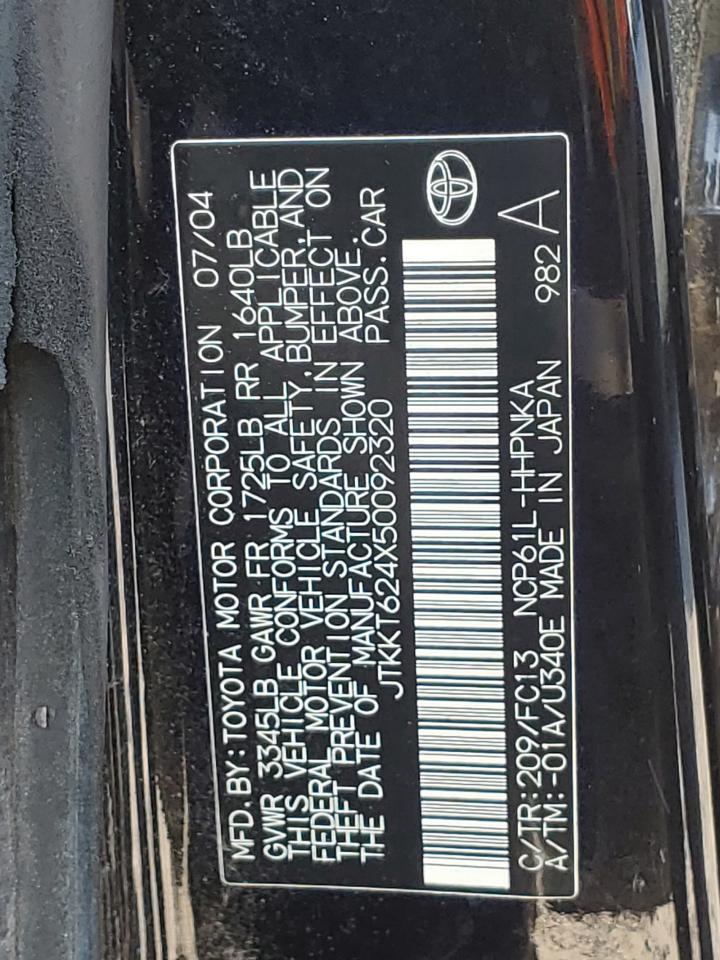 MFD.BY:TOYOTA MOTOR CORPORATION 07/04
GVWR 3345LB GAWR FR 1725LB RR 1640LB
THIS VEHICLE CONFORMS TO ALL APPLICABLE
FEDERAL MOTOR VEHICLE SAFETY,BUMPER,AND
THEFT PREVENTION STANDARDS IN EFFECT ON
THE DATE OF MANUFACTURE SHOWN ABOVE.
JTKKT624X50092320 PASS.CAR
C/TR:209/FC13 NCP61L-HHPNKA
A/TM:-01A/U340E MADE IN JAPAN 982 A